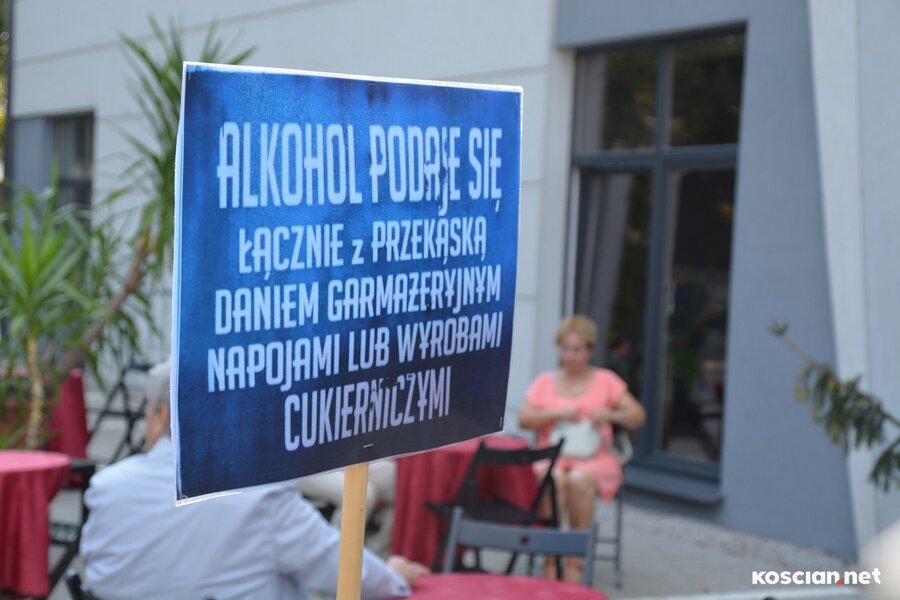 ALKOHOL PODAJE SIĘ
ŁĄCZNIE z PRZEKĄSKĄ
DANIEM GARMAŻERYJNYM
NAPOJAMI LUB WYROBAMI
CUKIERNICZYMI
KOSCIAN.net